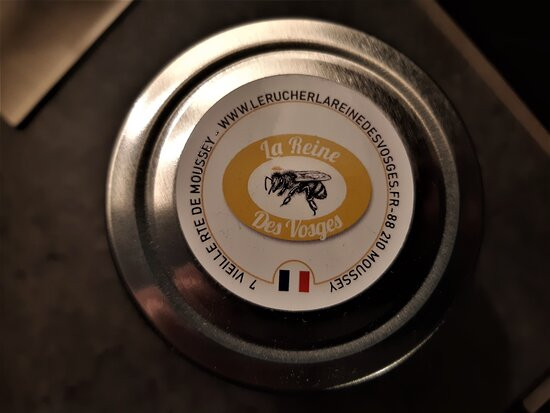 7 VIEILLE RTE DE MOUSSEY - WWW.LERUCHERLAREINEDESVOSGES.FR-88 210 MOUSSEY
La Reine
Des Vosges